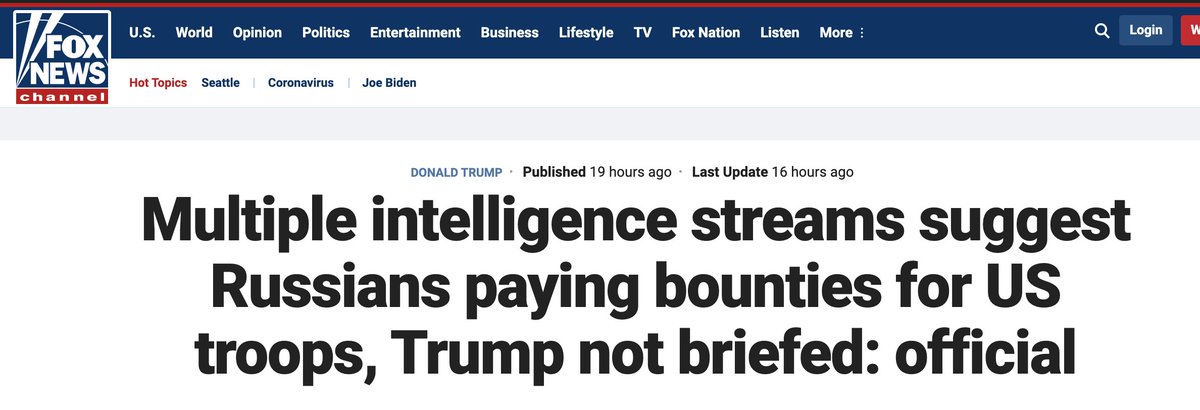 FOX
NEWS
channel
U.S. World Opinion Politics Entertainment Business Lifestyle TV Fox Nation Listen More ⋮ Login
Hot Topics Seattle | Coronavirus | Joe Biden
DONALD TRUMP · Published 19 hours ago · Last Update 16 hours ago
Multiple intelligence streams suggest
Russians paying bounties for US
troops, Trump not briefed: official